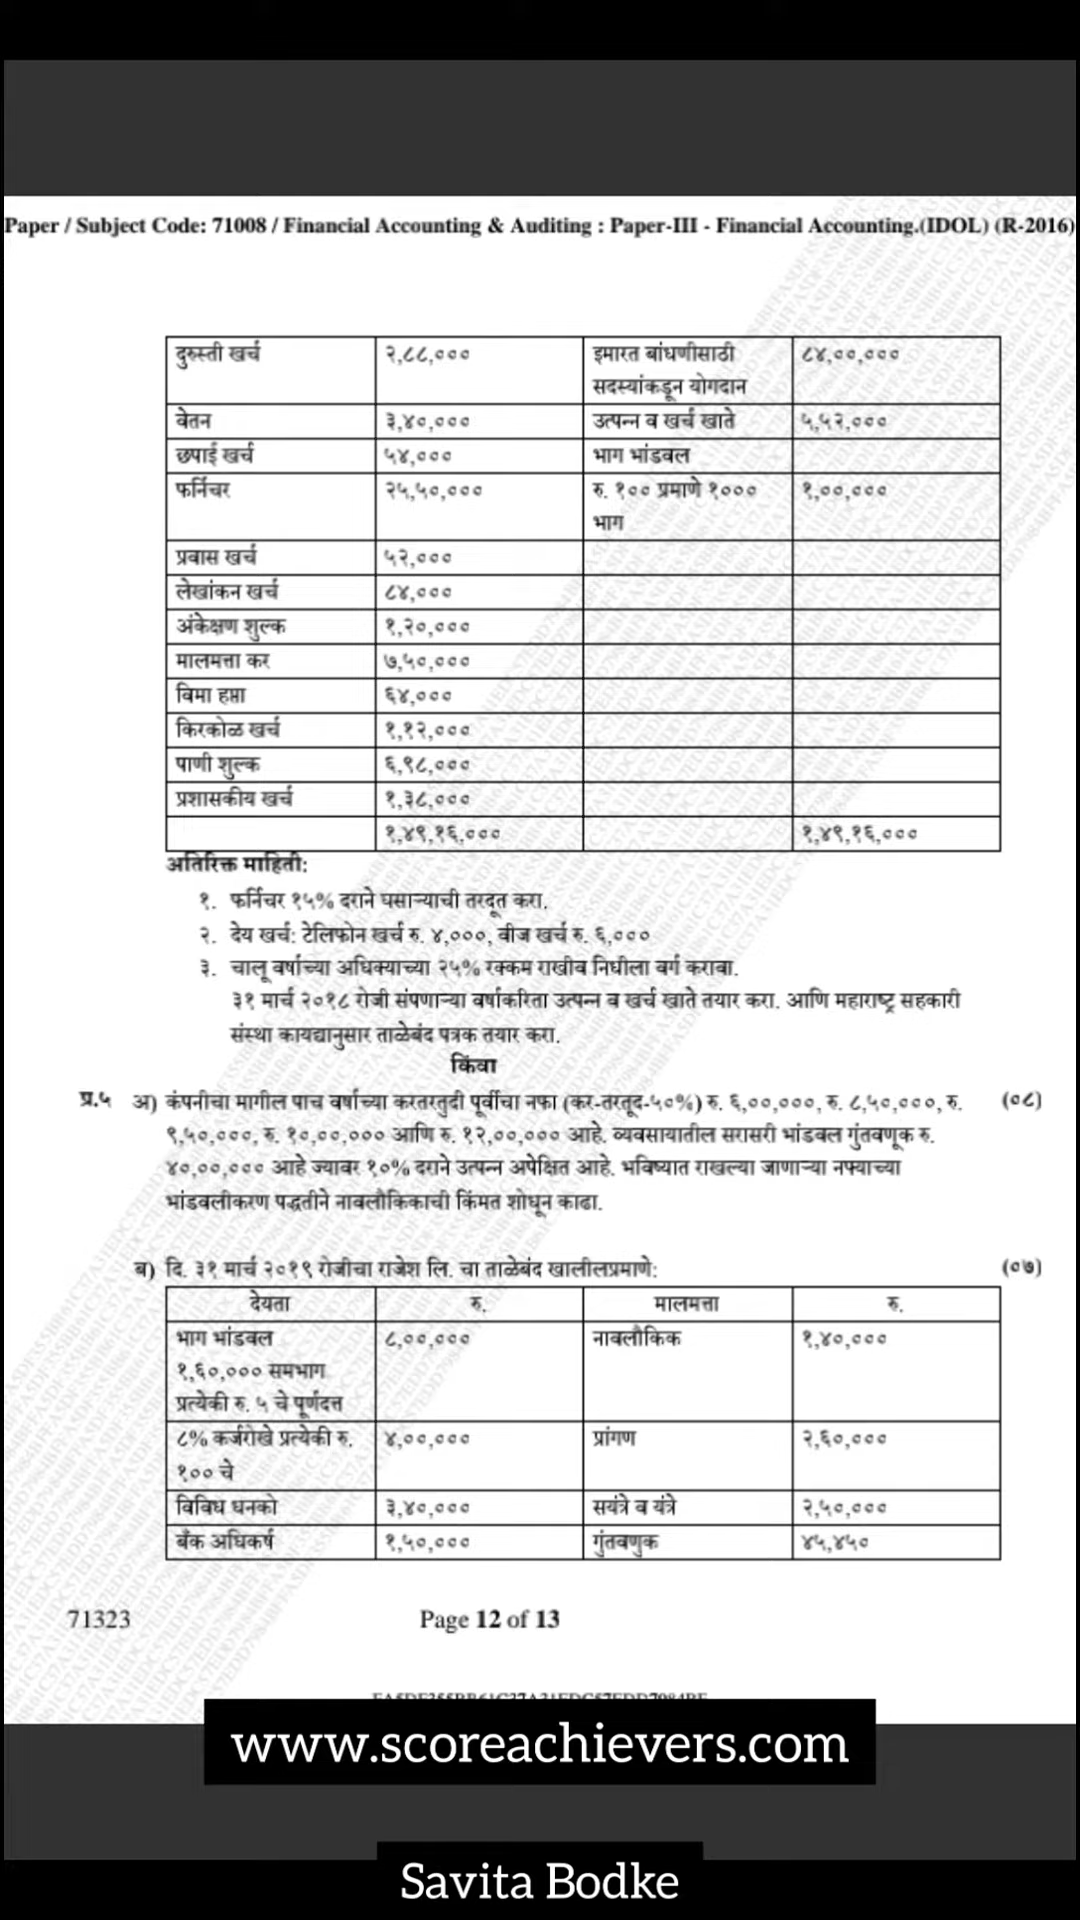 Paper / Subject Code: 71008 / Financial Accounting & Auditing : Paper-III - Financial Accounting.(IDOL) (R-2016)
दुरुस्ती खर्च २,८८,००० इमारत बांधणीसाठी ८४,००,०००
सदस्यांकडून योगदान
वेतन ३,४०,००० उत्पन्न व खर्च खाते ५,५२,०००
छपाई खर्च ५४,००० भाग भांडवल
फर्निचर २५,५०,००० रु. १०० प्रमाणे १००० १,००,०००
भाग
प्रवास खर्च ५२,०००
लेखांकन खर्च ८४,०००
अंकेक्षण शुल्क १,२०,०००
मालमत्ता कर ७,५०,०००
विमा हप्ता ६४,०००
किरकोळ खर्च १,१२,०००
पाणी शुल्क ६,९८,०००
प्रशासकीय खर्च १,३८,०००
१,४९,१६,००० १,४९,१६,०००
अतिरिक्त माहिती:
१. फर्निचर १५% दराने घसाऱ्याची तरदूत करा.
२. देय खर्च: टेलिफोन खर्च रु. ४,०००, वीज खर्च रु. ६,०००
३. चालू वर्षाच्या अधिक्याच्या २५% रक्कम राखीव निधीला वर्ग करावा.
३१ मार्च २०१८ रोजी संपणाऱ्या वर्षाकरिता उत्पन्न व खर्च खाते तयार करा. आणि महाराष्ट्र सहकारी
संस्था कायद्यानुसार ताळेबंद पत्रक तयार करा.
किंवा
प्र.५ अ) कंपनीचा मागील पाच वर्षाच्या करतरतुदी पूर्वीचा नफा (कर-तरतूद-५०%) रु. ६,००,०००, रु. ८,५०,०००, रु. (०८)
९,५०,०००, रु. १०,००,००० आणि रु. १२,००,००० आहे. व्यवसायातील सरासरी भांडवल गुंतवणूक रु.
४०,००,००० आहे ज्यावर १०% दराने उत्पन्न अपेक्षित आहे. भविष्यात राखल्या जाणाऱ्या नफ्याच्या
भांडवलीकरण पद्धतीने नावलौकिकाची किंमत शोधून काढा.
ब) दि. ३१ मार्च २०१९ रोजीचा राजेश लि. चा ताळेबंद खालीलप्रमाणे: (०७)
देयता रु. मालमत्ता रु.
भाग भांडवल ८,००,००० नावलौकिक १,४०,०००
१,६०,००० समभाग
प्रत्येकी रु. ५ चे पूर्णदत्त
८% कर्जरोखे प्रत्येकी रु. ४,००,००० प्रांगण २,६०,०००
१०० चे
विविध धनको ३,४०,००० सयंत्रे व यंत्रे २,५०,०००
बँक अधिकर्ष १,५०,००० गुंतवणुक ४५,४५०
71323 Page 12 of 13
www.scoreachievers.com
Savita Bodke